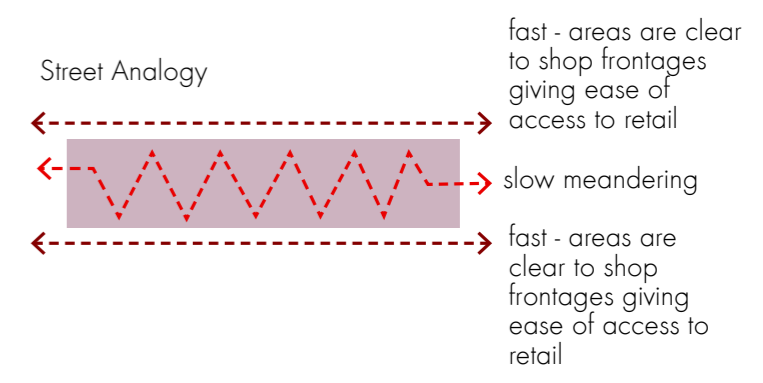 Street Analogy
fast - areas are clear
to shop frontages
giving ease of
access to retail
slow meandering
fast - areas are
clear to shop
frontages giving
ease of access to
retail